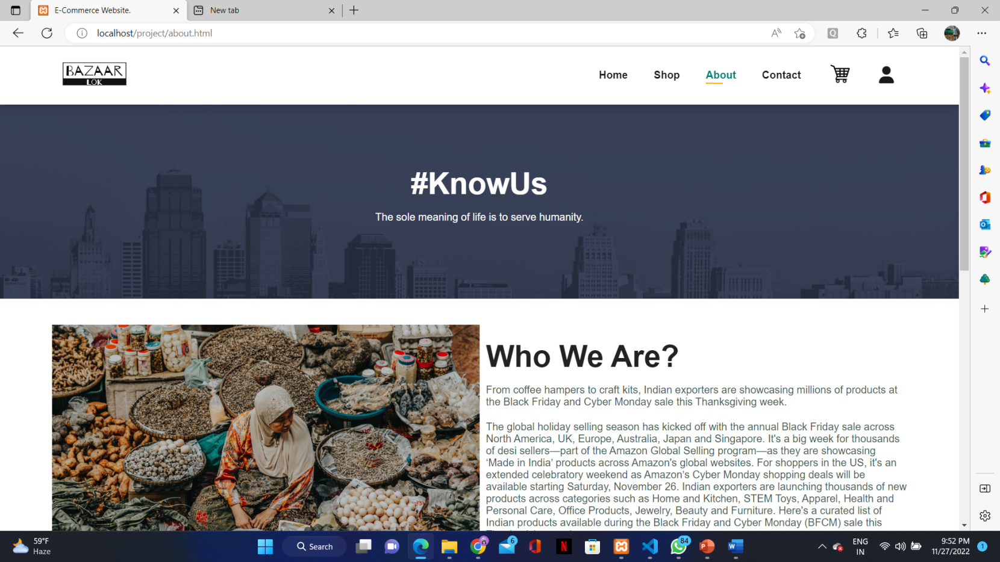 E-Commerce Website.
New tab
localhost/project/about.html
BAZAAR
LOK
Home
Shop
About
Contact
#KnowUs
The sole meaning of life is to serve humanity.
Who We Are?
From coffee hampers to craft kits, Indian exporters are showcasing millions of products at
the Black Friday and Cyber Monday sale this Thanksgiving week.
The global holiday selling season has kicked off with the annual Black Friday sale across
North America, UK, Europe, Australia, Japan and Singapore. It's a big week for thousands
of desi sellers—part of the Amazon Global Selling program—as they are showcasing
‘Made in India’ products across Amazon's global websites. For shoppers in the US, it's an
extended celebratory weekend as Amazon’s Cyber Monday shopping deals will be
available starting Saturday, November 26. Indian exporters are launching thousands of new
products across categories such as Home and Kitchen, STEM Toys, Apparel, Health and
Personal Care, Office Products, Jewelry, Beauty and Furniture. Here's a curated list of
Indian products available during the Black Friday and Cyber Monday (BFCM) sale this
59°F
Haze
Search
6
84
ENG
IN
9:52 PM
11/27/2022
1